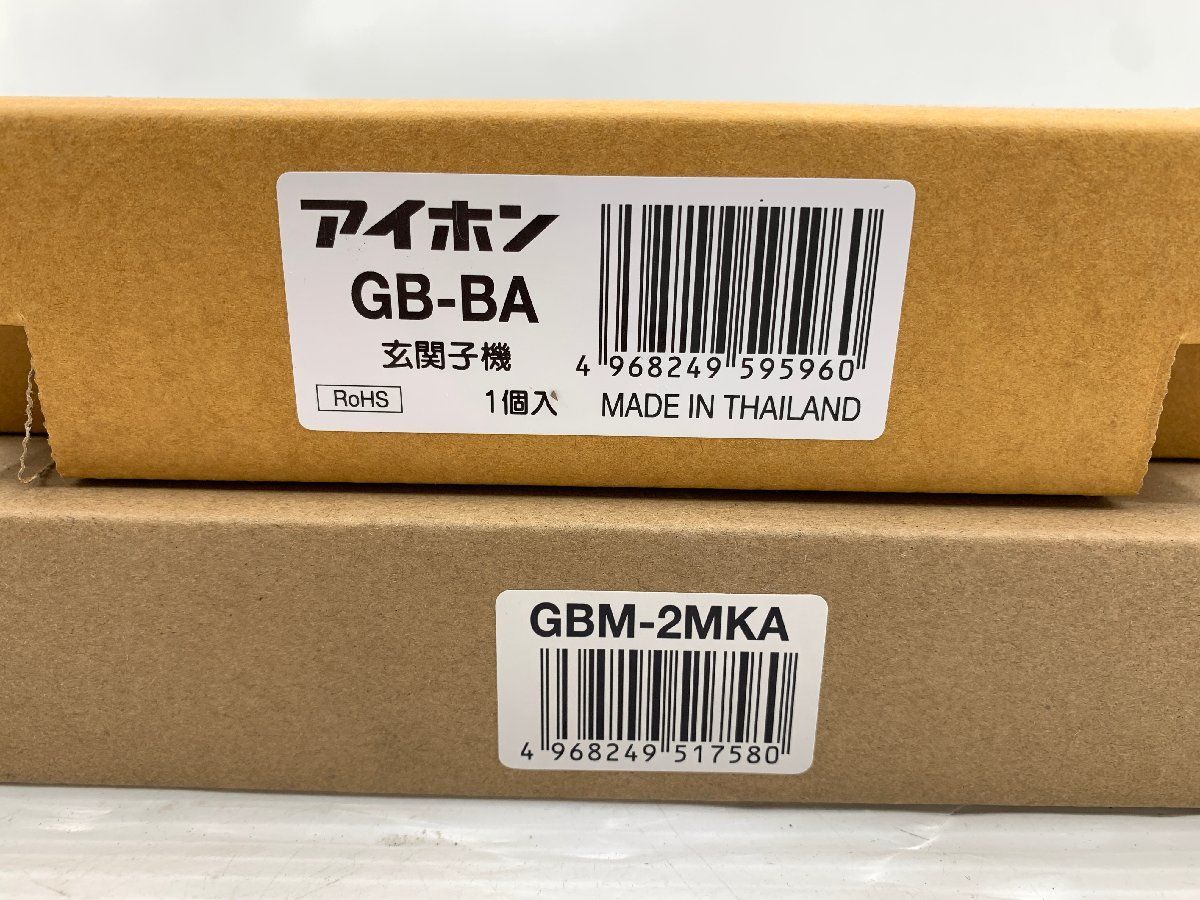 アイホン
GB-BA
玄関子機
RoHS 1個入
4 968249 595960
MADE IN THAILAND
GBM-2MKA
4 968249 517580